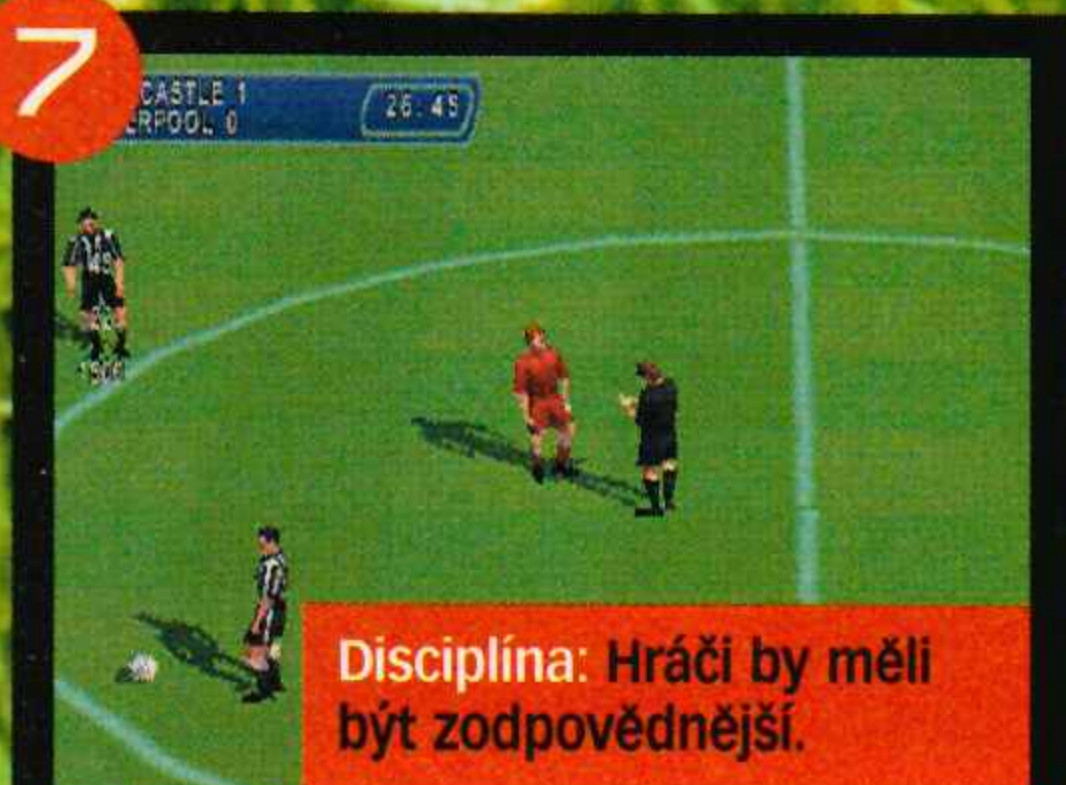 7
CASTLE 1
ERPOOL 0
26.45
Disciplína: Hráči by měli
být zodpovědnější.